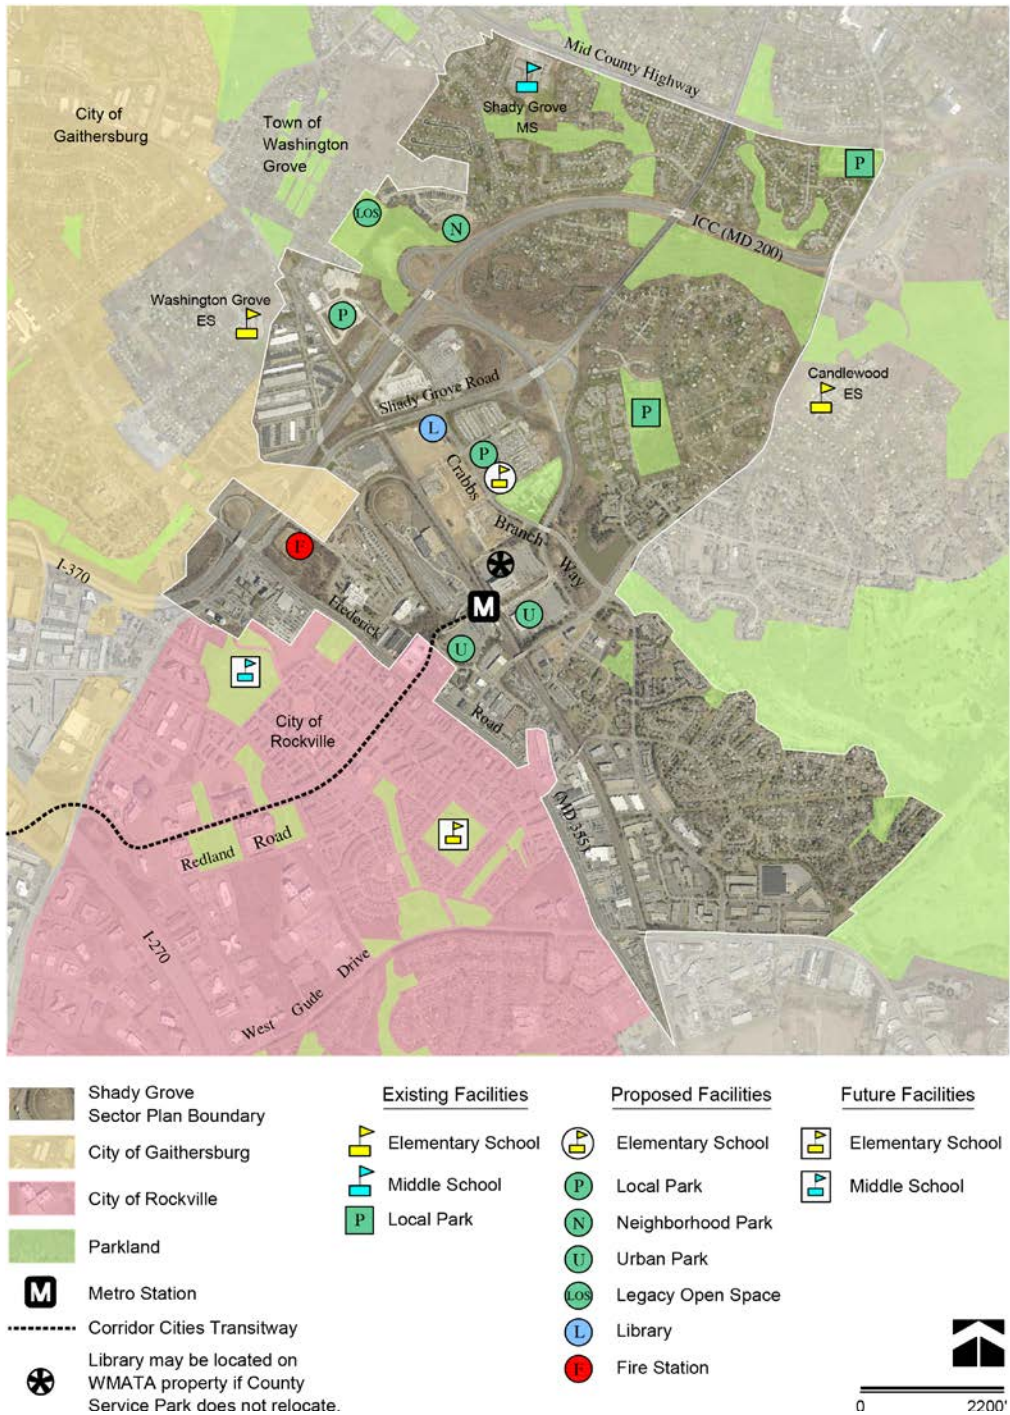 Mid County Highway
City of
Gaithersburg
Town of
Washington
Grove
Shady Grove
MS
P
LOS
N
ICC (MD 200)
Washington Grove
ES
P
Candlewood
ES
Shady Grove Road
P
L
P
Crabbs
Branch
Way
F
I-370
Frederick
M
U
U
City of
Rockville
Road
(MD 355)
Redland
Road
I-270
West Gude Drive
Shady Grove
Sector Plan Boundary
City of Gaithersburg
City of Rockville
Parkland
M
Metro Station
Corridor Cities Transitway
Library may be located on
WMATA property if County
Service Park does not relocate.
Existing Facilities
Elementary School
Middle School
P
Local Park
Proposed Facilities
Elementary School
P
Local Park
N
Neighborhood Park
U
Urban Park
LOS
Legacy Open Space
L
Library
F
Fire Station
Future Facilities
Elementary School
Middle School
0
2200'